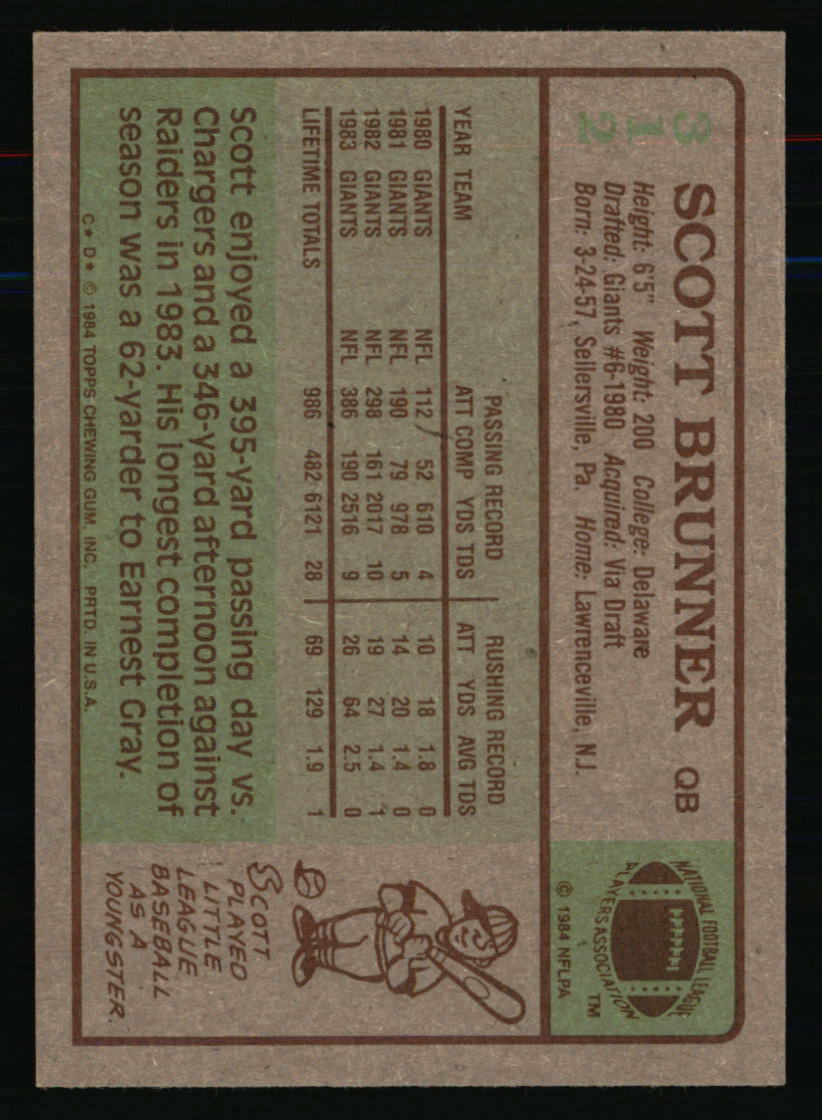 312
SCOTT BRUNNER QB
Height: 6'5" Weight: 200 College: Delaware
Drafted: Giants #6-1980 Acquired: Via Draft
Born: 3-24-57, Sellersville, Pa. Home: Lawrenceville, N.J.
NATIONAL FOOTBALL LEAGUE
PLAYERS ASSOCIATION
TM
© 1984 NFLPA
PASSING RECORD RUSHING RECORD
YEAR TEAM ATT COMP YDS TDS ATT YDS AVG TDS
1980 GIANTS NFL 112 52 610 4 10 18 1.8 0
1981 GIANTS NFL 190 79 978 5 14 20 1.4 0
1982 GIANTS NFL 298 161 2017 10 19 27 1.4 1
1983 GIANTS NFL 386 190 2516 9 26 64 2.5 0
LIFETIME TOTALS 986 482 6121 28 69 129 1.9 1
Scott enjoyed a 395-yard passing day vs.
Chargers and a 346-yard afternoon against
Raiders in 1983. His longest completion of
season was a 62-yarder to Earnest Gray.
C* D* © 1984 TOPPS CHEWING GUM, INC. PRTD. IN U.S.A.
SCOTT
PLAYED
LITTLE
LEAGUE
BASEBALL
AS A
YOUNGSTER.